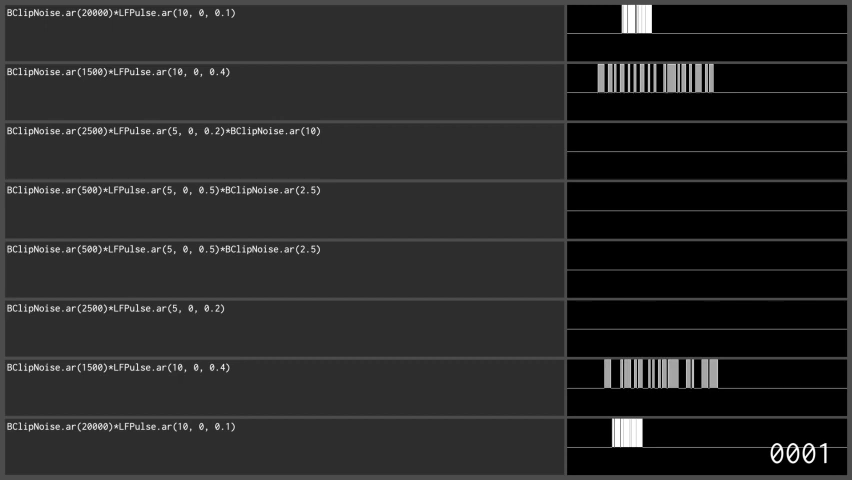 BClipNoise.ar(20000)*LFPulse.ar(10, 0, 0.1)
BClipNoise.ar(1500)*LFPulse.ar(10, 0, 0.4)
BClipNoise.ar(2500)*LFPulse.ar(5, 0, 0.2)*BClipNoise.ar(10)
BClipNoise.ar(500)*LFPulse.ar(5, 0, 0.5)*BClipNoise.ar(2.5)
BClipNoise.ar(500)*LFPulse.ar(5, 0, 0.5)*BClipNoise.ar(2.5)
BClipNoise.ar(2500)*LFPulse.ar(5, 0, 0.2)
BClipNoise.ar(1500)*LFPulse.ar(10, 0, 0.4)
BClipNoise.ar(20000)*LFPulse.ar(10, 0, 0.1)
0001